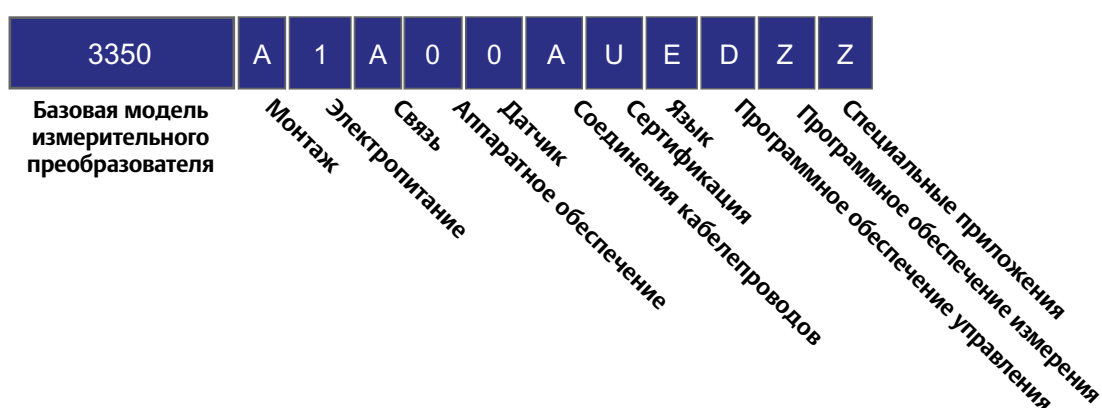 3350 A 1 A 0 0 A U E D Z Z
Базовая модель
измерительного
преобразователя
Монтаж
Электропитание
Связь
Аппаратное обеспечение
Датчик
Соединения кабелепроводов
Сертификация
Язык
Программное обеспечение управления
Программное обеспечение измерения
Специальные приложения